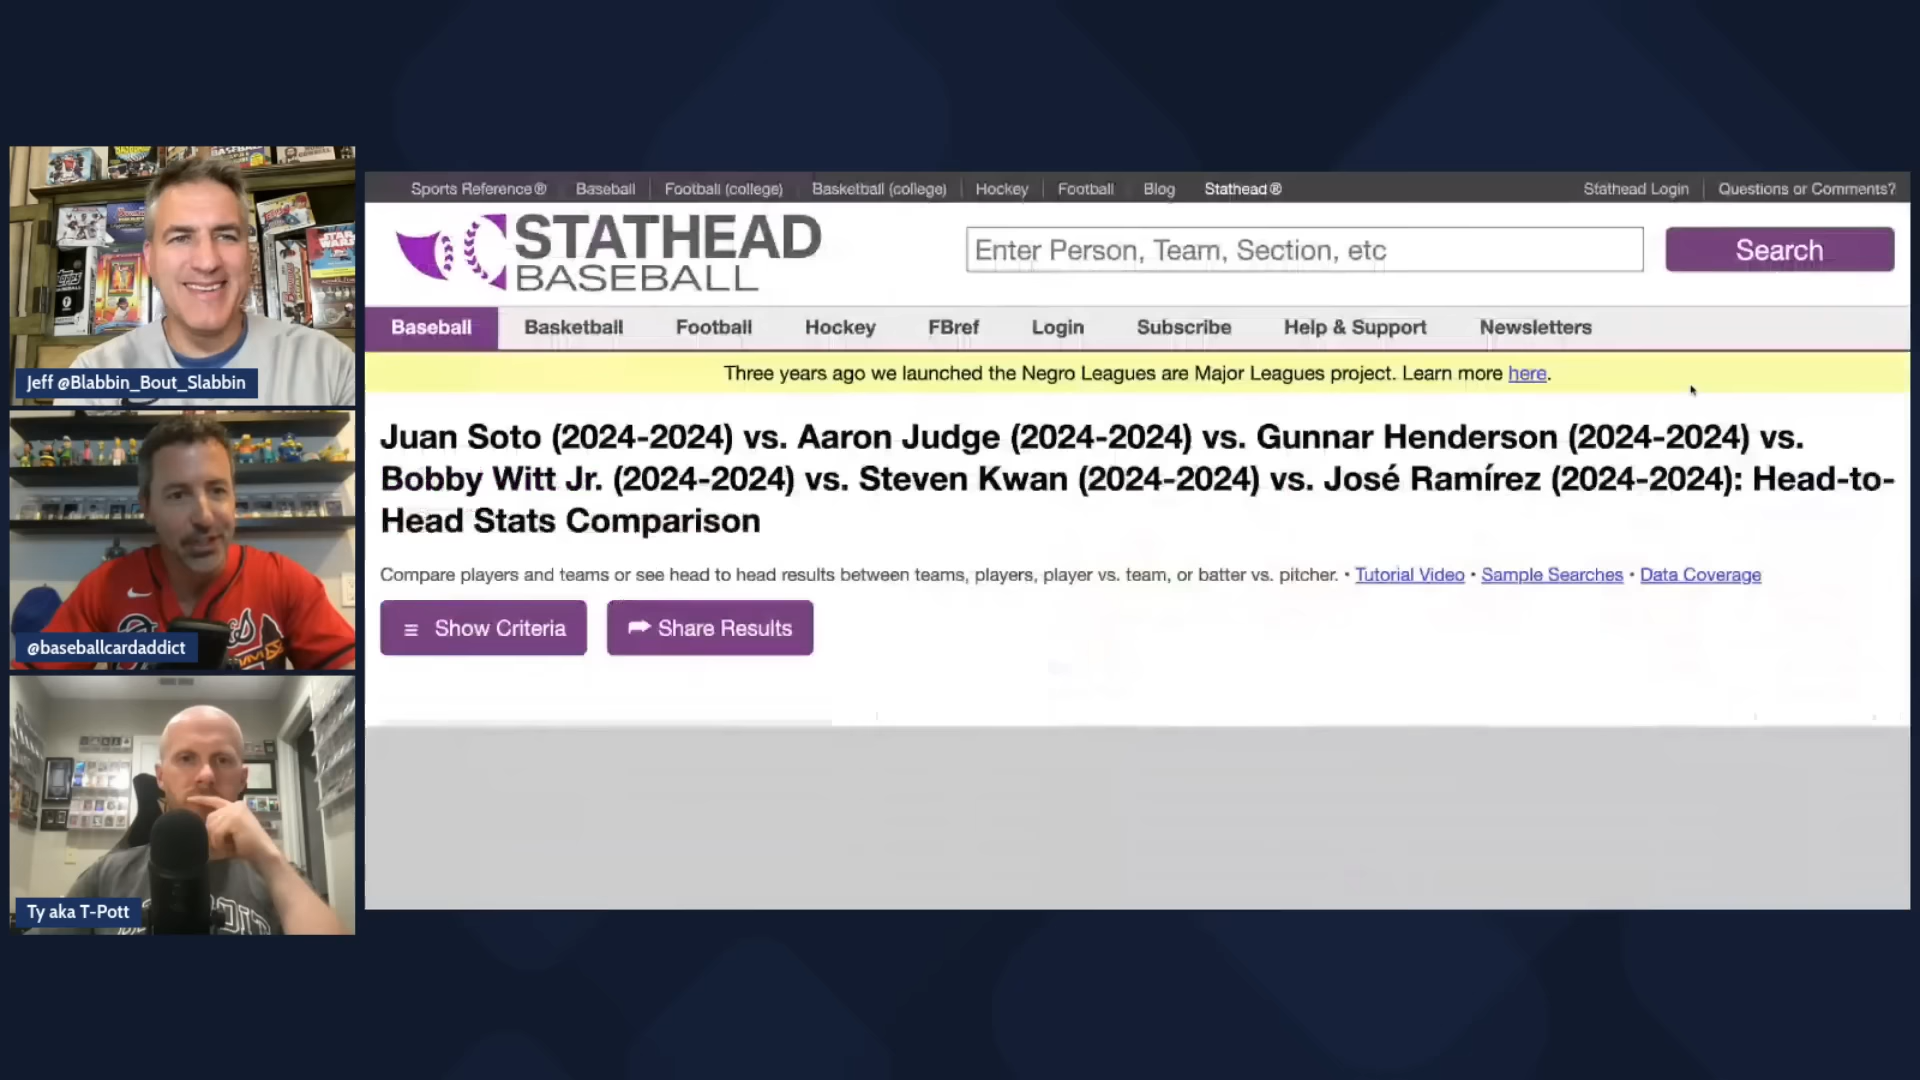 Sports Reference® Baseball Football (college) Basketball (college) Hockey Football Blog Stathead® Stathead Login Questions or Comments?
STATHEAD
BASEBALL
Enter Person, Team, Section, etc Search
Baseball Basketball Football Hockey FBref Login Subscribe Help & Support Newsletters
Three years ago we launched the Negro Leagues are Major Leagues project. Learn more here.
Juan Soto (2024-2024) vs. Aaron Judge (2024-2024) vs. Gunnar Henderson (2024-2024) vs.
Bobby Witt Jr. (2024-2024) vs. Steven Kwan (2024-2024) vs. José Ramírez (2024-2024): Head-to-
Head Stats Comparison
Compare players and teams or see head to head results between teams, players, player vs. team, or batter vs. pitcher. • Tutorial Video • Sample Searches • Data Coverage
Show Criteria Share Results
STAR WARS
Jeff @Blabbin_Bout_Slabbin
@baseballcardaddict
Ty aka T-Pott